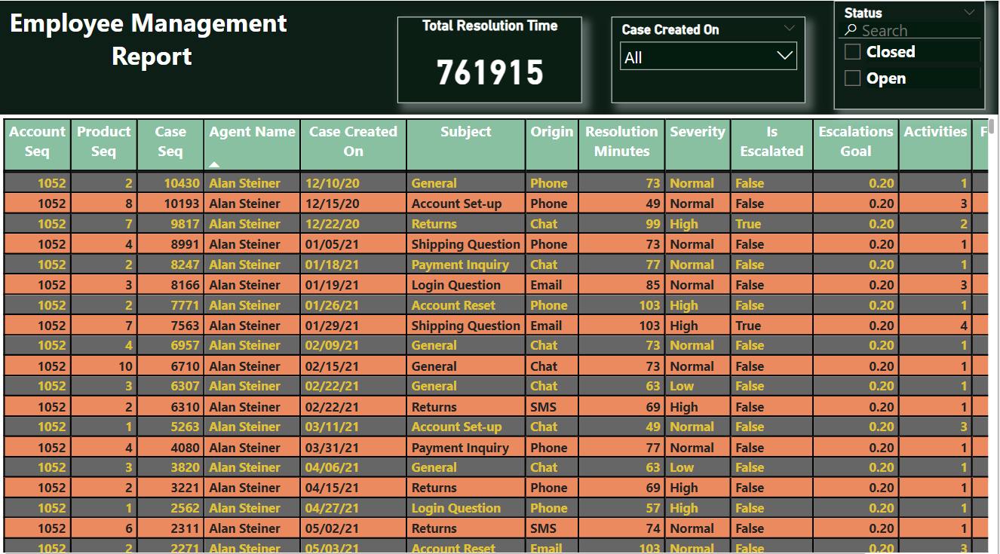 Employee Management
Report
Total Resolution Time
761915
Case Created On
All
Status
Search
Closed
Open
Account Seq Product Seq Case Seq Agent Name Case Created On Subject Origin Resolution Minutes Severity Is Escalated Escalations Goal Activities F
1052 2 10430 Alan Steiner 12/10/20 General Phone 73 Normal False 0.20 1
1052 8 10193 Alan Steiner 12/15/20 Account Set-up Phone 49 Normal False 0.20 3
1052 7 9817 Alan Steiner 12/22/20 Returns Chat 99 High True 0.20 2
1052 4 8991 Alan Steiner 01/05/21 Shipping Question Phone 73 Normal False 0.20 1
1052 2 8247 Alan Steiner 01/18/21 Payment Inquiry Chat 77 Normal False 0.20 1
1052 3 8166 Alan Steiner 01/19/21 Login Question Email 85 Normal False 0.20 3
1052 2 7771 Alan Steiner 01/26/21 Account Reset Phone 103 High False 0.20 1
1052 7 7563 Alan Steiner 01/29/21 Shipping Question Email 103 High True 0.20 4
1052 4 6957 Alan Steiner 02/09/21 General Chat 73 Normal False 0.20 1
1052 10 6710 Alan Steiner 02/15/21 General Chat 73 Normal False 0.20 1
1052 3 6307 Alan Steiner 02/22/21 General Chat 63 Low False 0.20 1
1052 2 6310 Alan Steiner 02/22/21 Returns SMS 69 High False 0.20 1
1052 1 5263 Alan Steiner 03/11/21 Account Set-up Chat 49 Normal False 0.20 3
1052 4 4080 Alan Steiner 03/31/21 Payment Inquiry Phone 77 Normal False 0.20 1
1052 3 3820 Alan Steiner 04/06/21 General Chat 63 Low False 0.20 1
1052 2 3221 Alan Steiner 04/15/21 Returns Phone 69 High False 0.20 1
1052 1 2562 Alan Steiner 04/27/21 Login Question Phone 57 High False 0.20 1
1052 6 2311 Alan Steiner 05/02/21 Returns SMS 74 Normal False 0.20 1
1052 2 2271 Alan Steiner 05/03/21 Account Reset Email 103 Normal False 0.20 3